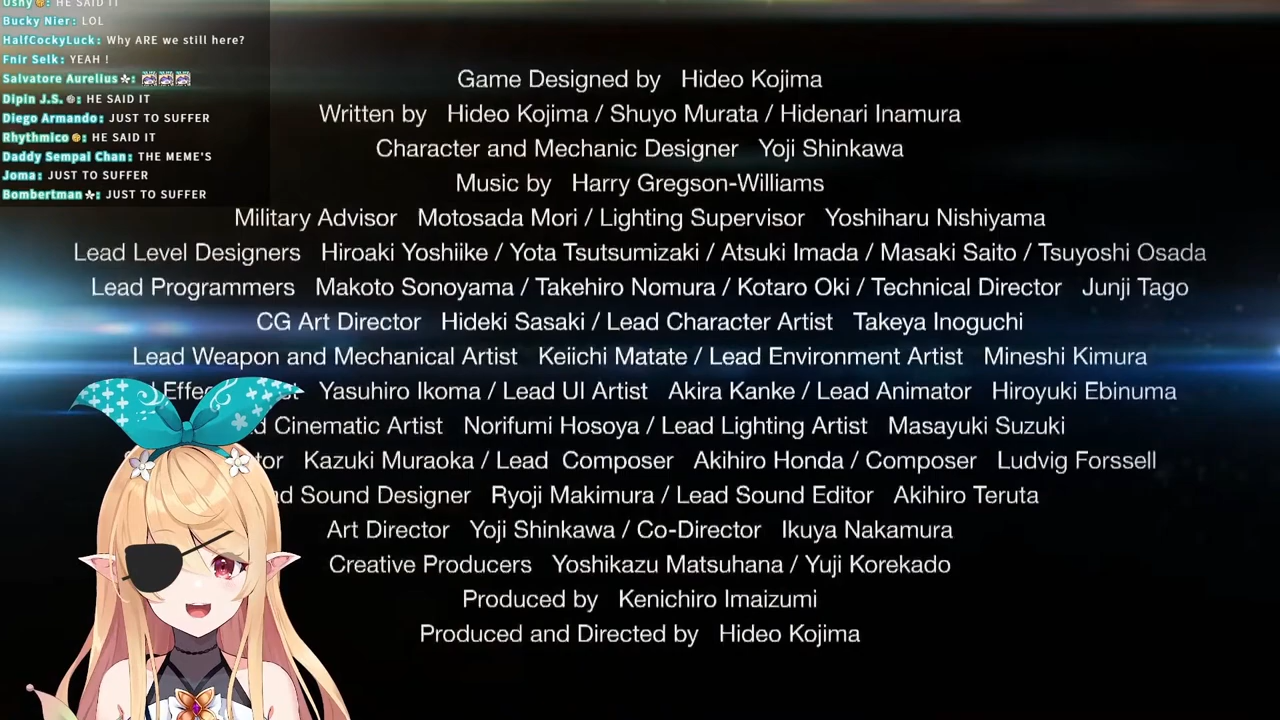 Ushy: HE SAID IT
Bucky Nier: LOL
HalfCockyLuck: Why ARE we still here?
Fnir Selk: YEAH !
Salvatore Aurelius:
Dipin J.S.: HE SAID IT
Diego Armando: JUST TO SUFFER
Rhythmico: HE SAID IT
Daddy Sempai Chan: THE MEME'S
Joma: JUST TO SUFFER
Bombertman: JUST TO SUFFER
Game Designed by Hideo Kojima
Written by Hideo Kojima / Shuyo Murata / Hidenari Inamura
Character and Mechanic Designer Yoji Shinkawa
Music by Harry Gregson-Williams
Military Advisor Motosada Mori / Lighting Supervisor Yoshiharu Nishiyama
Lead Level Designers Hiroaki Yoshiike / Yota Tsutsumizaki / Atsuki Imada / Masaki Saito / Tsuyoshi Osada
Lead Programmers Makoto Sonoyama / Takehiro Nomura / Kotaro Oki / Technical Director Junji Tago
CG Art Director Hideki Sasaki / Lead Character Artist Takeya Inoguchi
Lead Weapon and Mechanical Artist Keiichi Matate / Lead Environment Artist Mineshi Kimura
Yasuhiro Ikoma / Lead UI Artist Akira Kanke / Lead Animator Hiroyuki Ebinuma
Cinematic Artist Norifumi Hosoya / Lead Lighting Artist Masayuki Suzuki
Kazuki Muraoka / Lead Composer Akihiro Honda / Composer Ludvig Forssell
Sound Designer Ryoji Makimura / Lead Sound Editor Akihiro Teruta
Art Director Yoji Shinkawa / Co-Director Ikuya Nakamura
Creative Producers Yoshikazu Matsuhana / Yuji Korekado
Produced by Kenichiro Imaizumi
Produced and Directed by Hideo Kojima